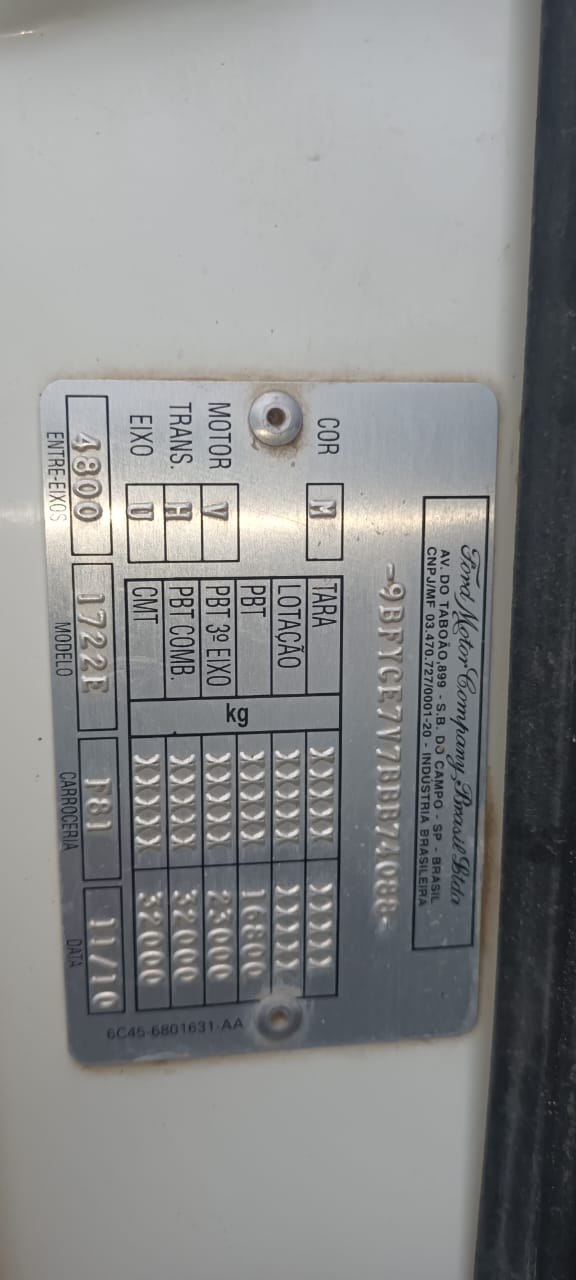 Ford Motor Company Brasil Ltda
AV. DO TABOÃO, 899 - S.B. DO CAMPO - SP - BRASIL
CNPJ/MF 03.470.727/0001-20 - INDÚSTRIA BRASILEIRA
COR M
TARA XXXXX XXXXX
LOTAÇÃO XXXXX XXXXX
PBT 16800
MOTOR V PBT 3º EIXO XXXXX 23000
TRANS. H PBT COMB. XXXXX 32000
EIXO U CMT XXXXX 32000
kg
4800 1722E F81 11/10
ENTRE-EIXOS MODELO CARROCERIA DATA
6C45-6801631-AA